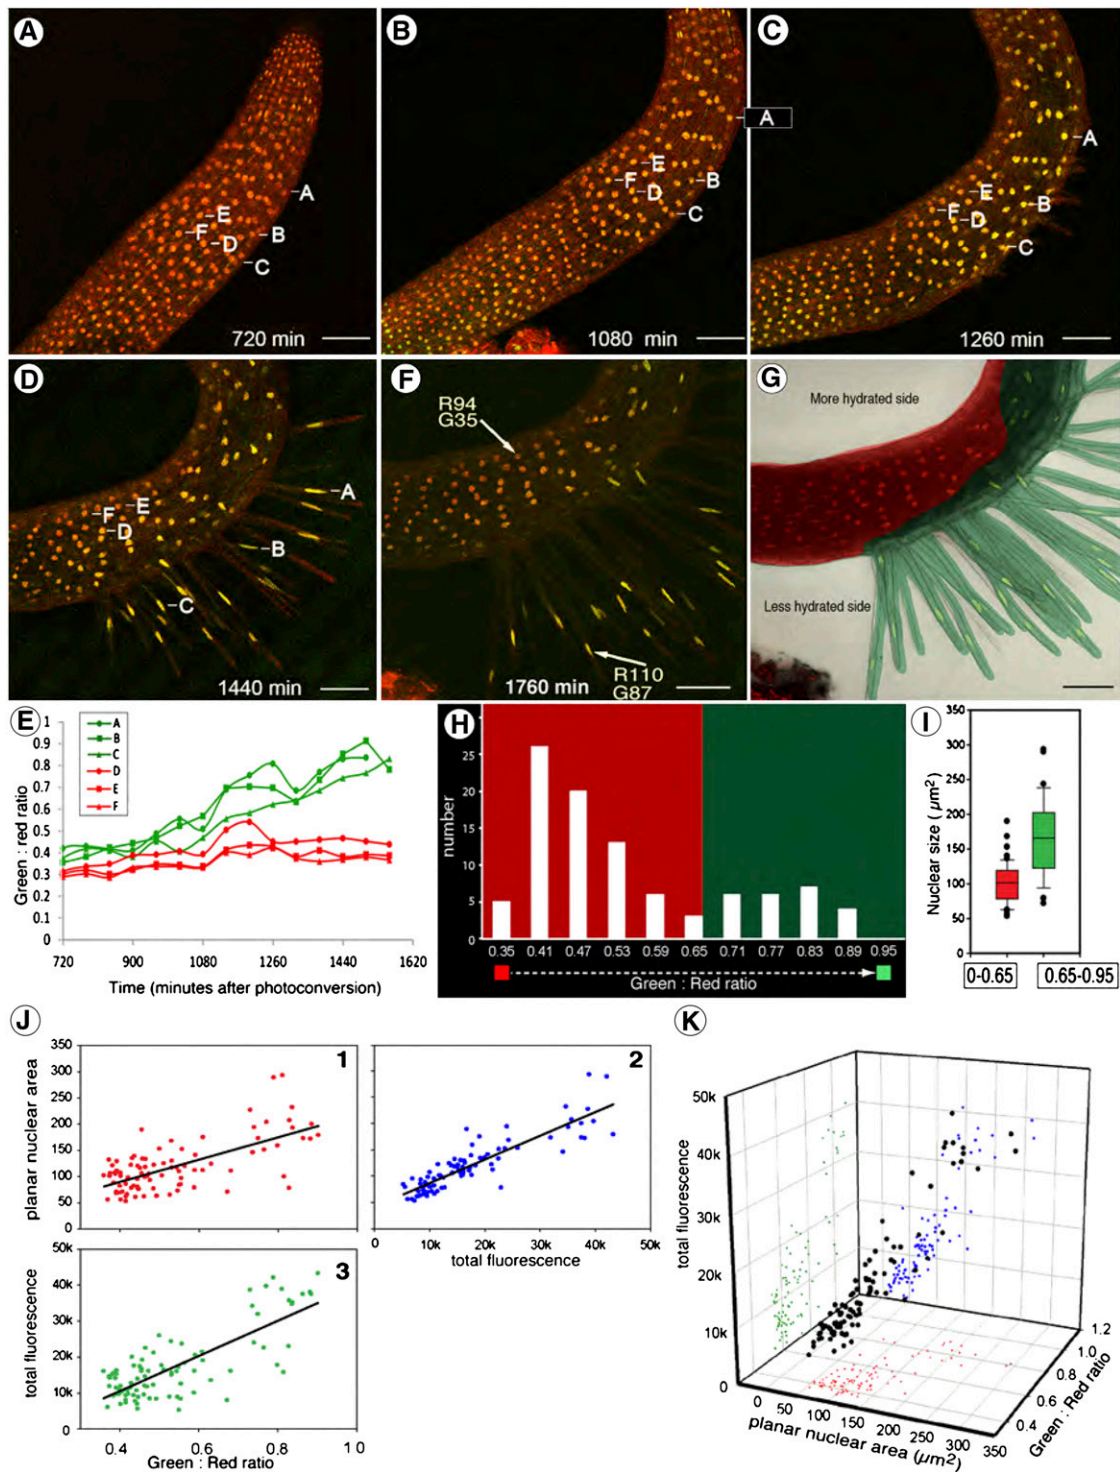 A
A
E
F
D
B
C
720 min
B
A
E
F
D
B
C
1080 min
C
A
E
F
D
B
C
1260 min
D
A
F
E
D
B
C
1440 min
F
R94
G35
R110
G87
1760 min
G
More hydrated side
Less hydrated side
E
Green : red ratio
1
0.9
0.8
0.7
0.6
0.5
0.4
0.3
0.2
0.1
0
A
B
C
D
E
F
720 900 1080 1260 1440 1620
Time (minutes after photoconversion)
H
number
25
20
15
10
5
0
0.35 0.41 0.47 0.53 0.59 0.65 0.71 0.77 0.83 0.89 0.95
Green : Red ratio
I
Nuclear size (µm2)
350
300
250
200
150
100
50
0
0-0.65 0.65-0.95
J
planar nuclear area
350
300
250
200
150
100
50
0
1
2
0 10k 20k 30k 40k 50k
total fluorescence
total fluorescence
50k
40k
30k
20k
10k
0
3
0.4 0.6 0.8 1 0
Green : Red ratio
K
total fluorescence
50k
40k
30k
20k
10k
0
0 50 100 150 200 250 300 350
planar nuclear area (µm2)
0.4 0.6 0.8 1.0 1.2
Green : Red ratio